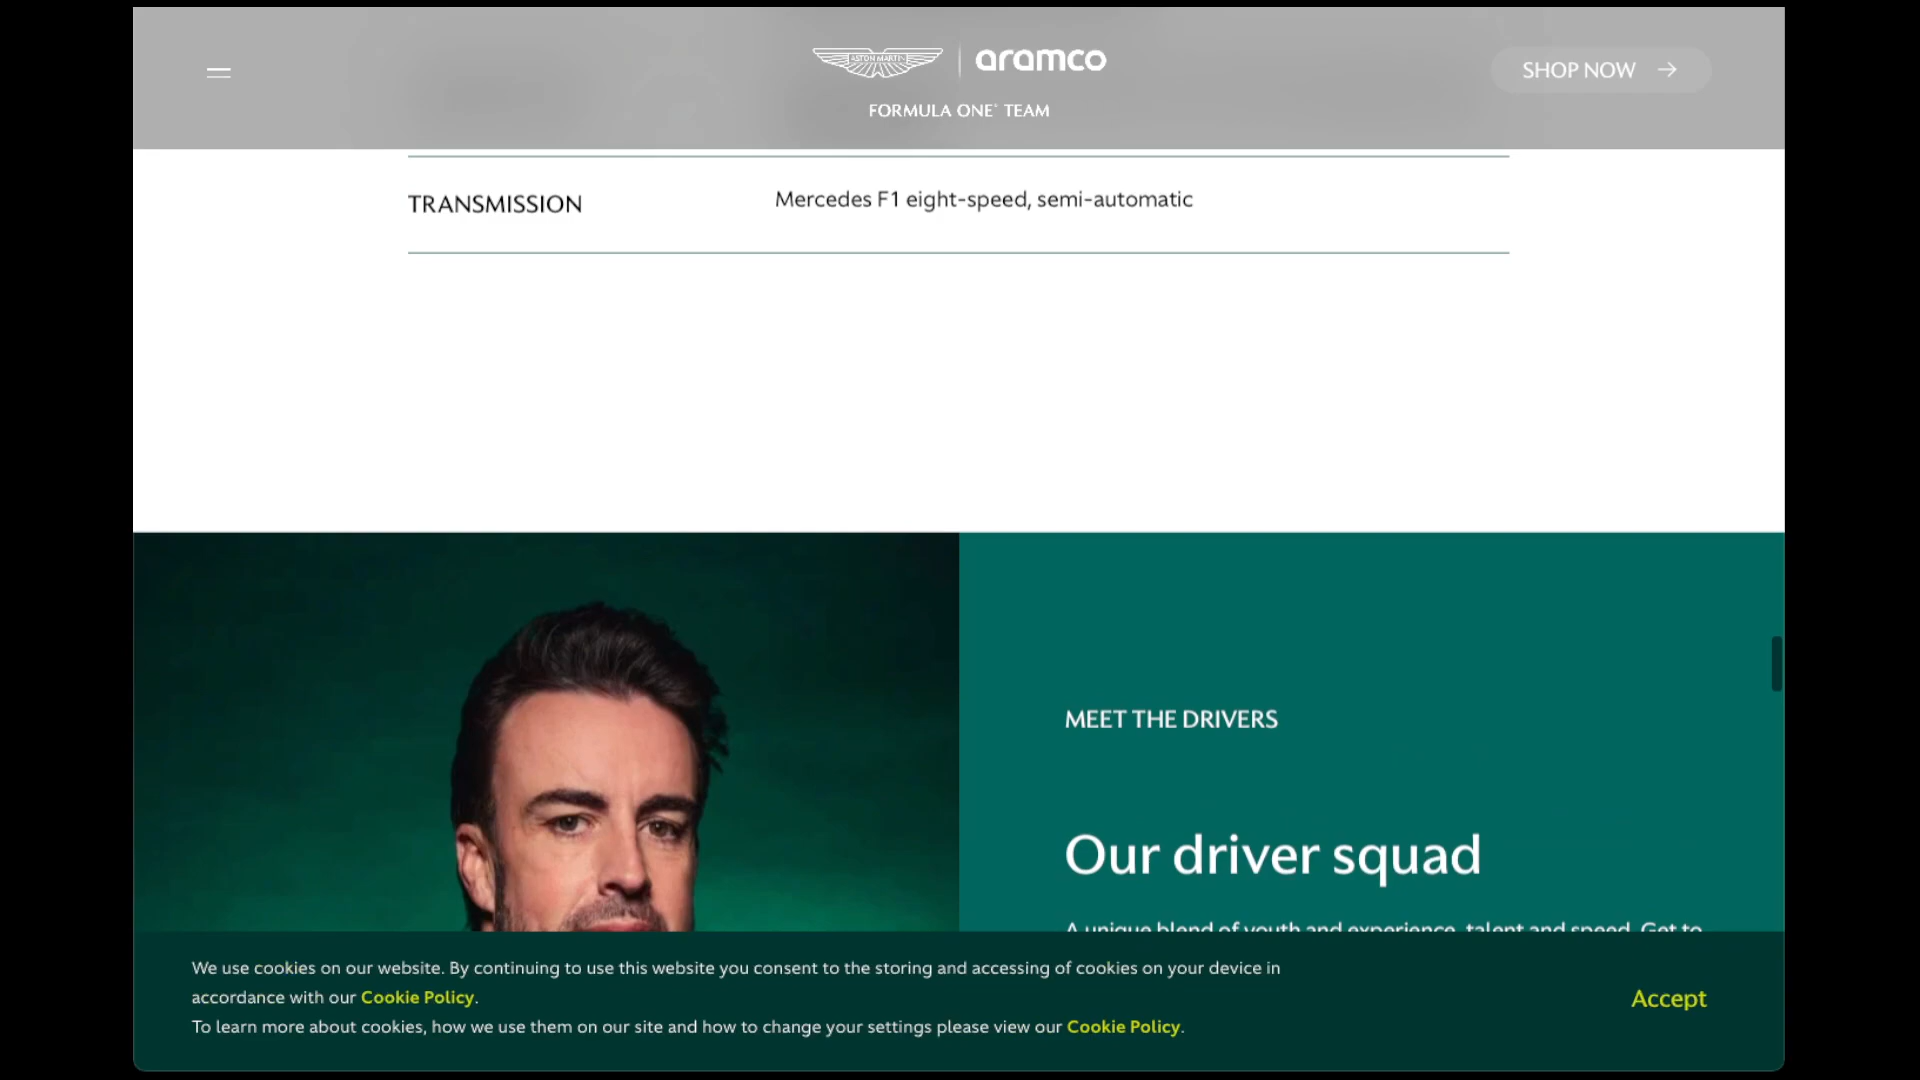 ASTON MARTIN
aramco
FORMULA ONE® TEAM
SHOP NOW
TRANSMISSION
Mercedes F1 eight-speed, semi-automatic
MEET THE DRIVERS
Our driver squad
A unique blend of youth and experience, talent and speed. Get to
We use cookies on our website. By continuing to use this website you consent to the storing and accessing of cookies on your device in
accordance with our Cookie Policy.
To learn more about cookies, how we use them on our site and how to change your settings please view our Cookie Policy.
Accept